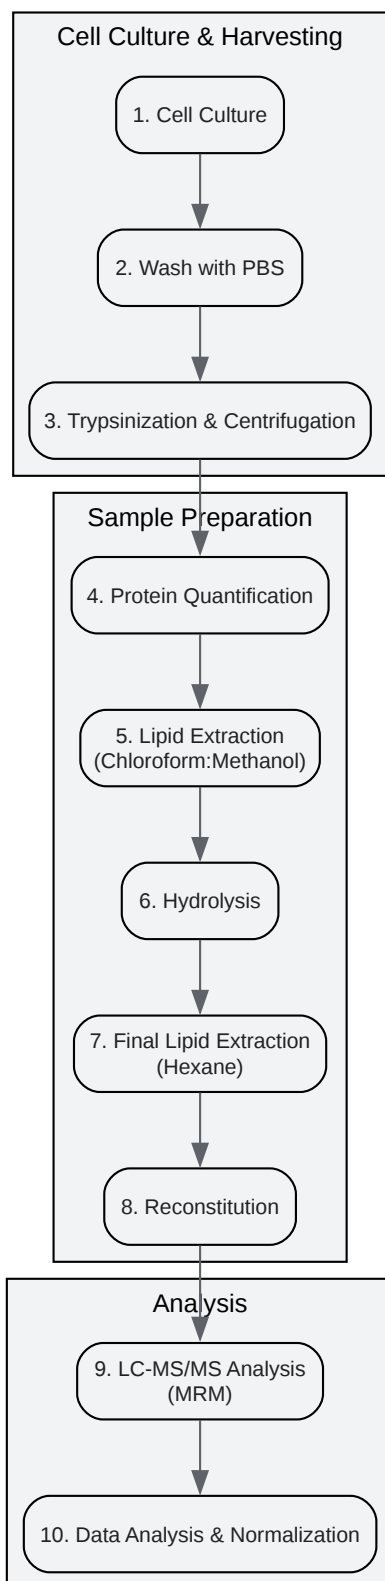 Cell Culture & Harvesting
1. Cell Culture
2. Wash with PBS
3. Trypsinization & Centrifugation
Sample Preparation
4. Protein Quantification
5. Lipid Extraction
(Chloroform:Methanol)
6. Hydrolysis
7. Final Lipid Extraction
(Hexane)
8. Reconstitution
Analysis
9. LC-MS/MS Analysis
(MRM)
10. Data Analysis & Normalization